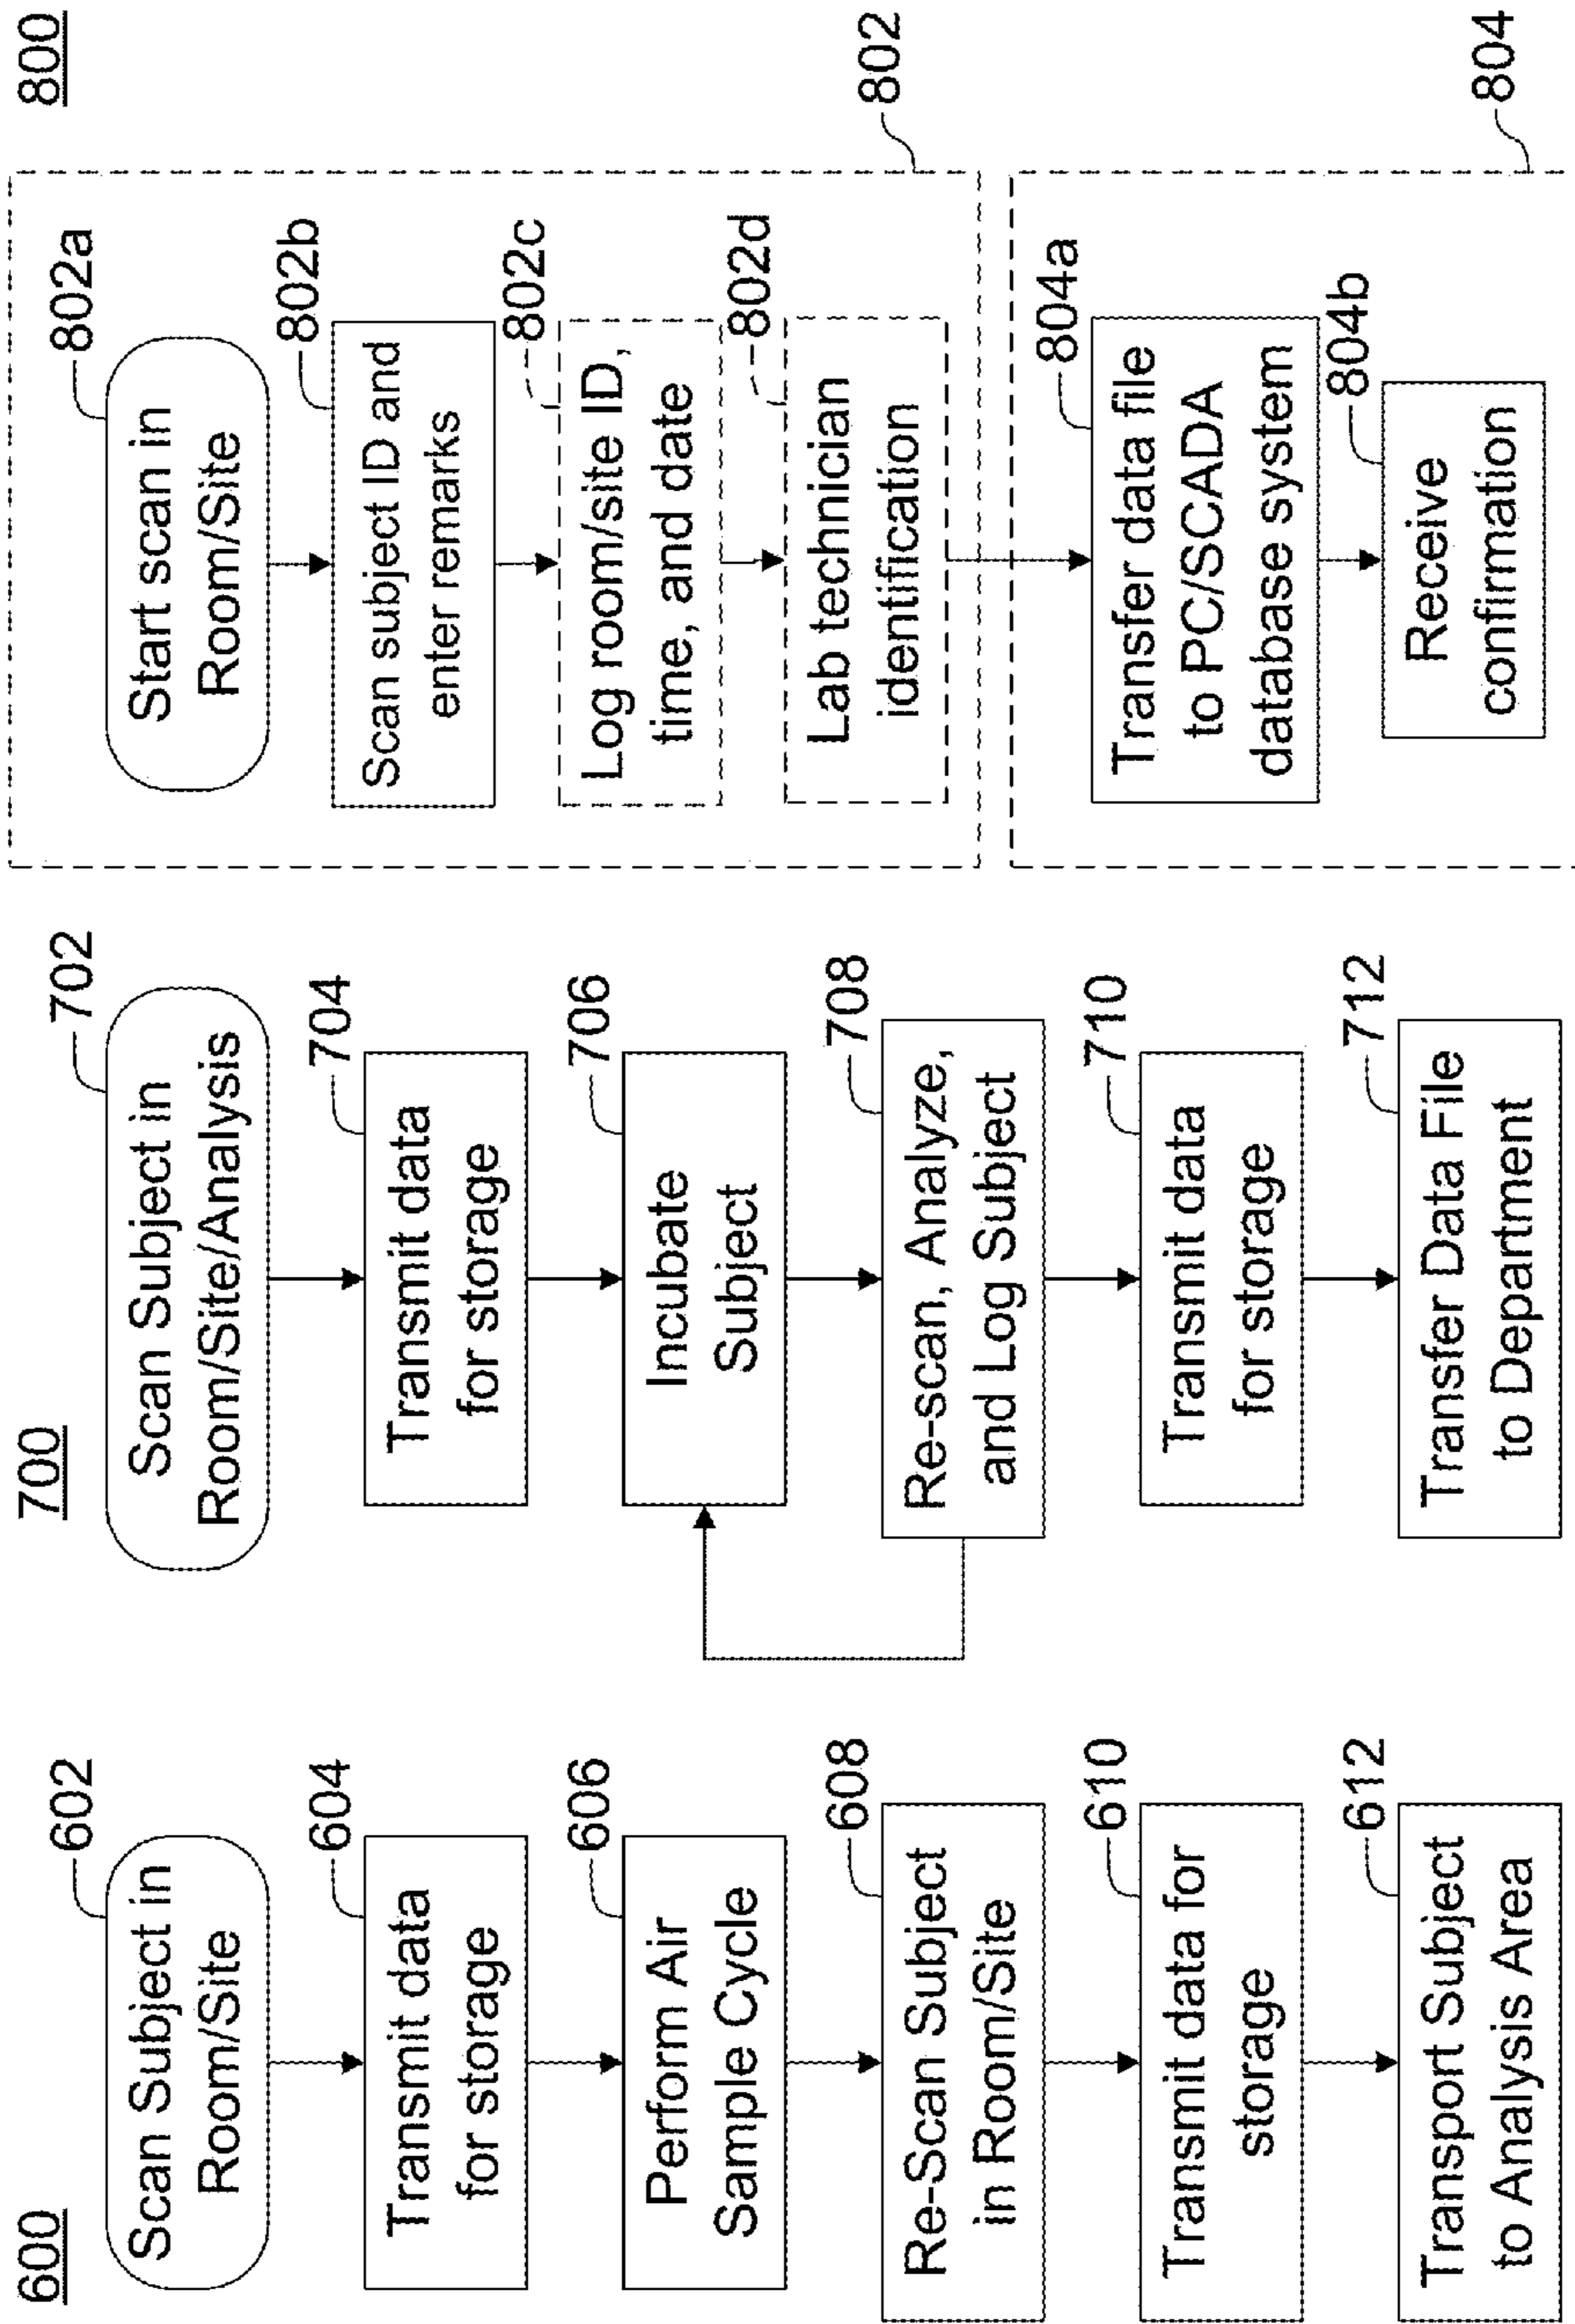 600
602
Scan Subject in
Room/Site
604
Transmit data
for storage
606
Perform Air
Sample Cycle
608
Re-Scan Subject
in Room/Site
610
Transmit data for
storage
612
Transport Subject
to Analysis Area
700
702
Scan Subject in
Room/Site/Analysis
704
Transmit data
for storage
706
Incubate
Subject
708
Re-scan, Analyze,
and Log Subject
710
Transmit data
for storage
712
Transfer Data File
to Department
800
802a
Start scan in
Room/Site
802b
Scan subject ID and
enter remarks
802c
Log room/site ID,
time, and date
802d
Lab technician
identification
802
804a
Transfer data file
to PC/SCADA
database system
804b
Receive
confirmation
804